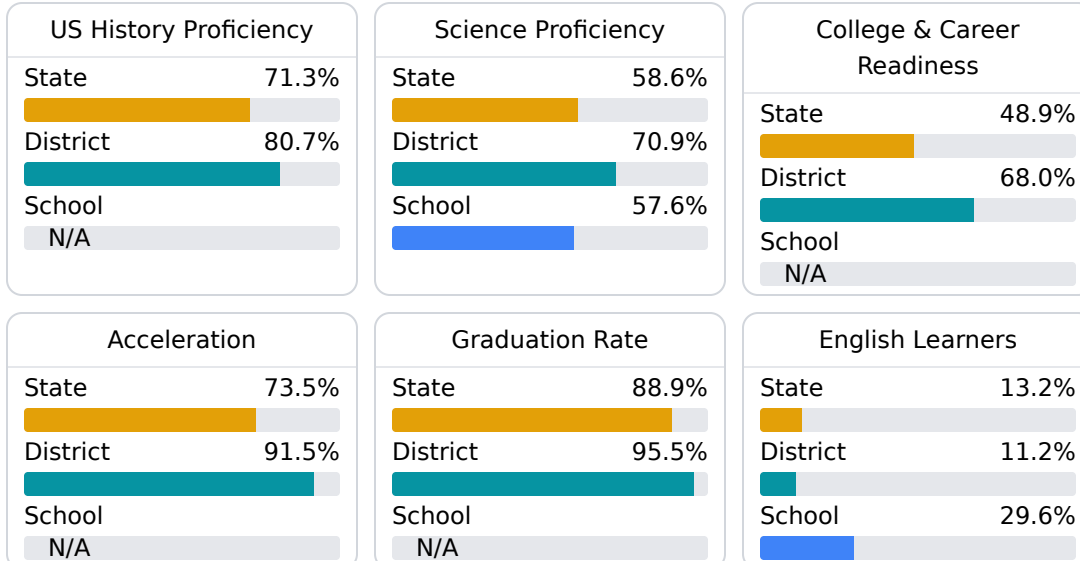 US History Proficiency
State 71.3%
District 80.7%
School
N/A
Science Proficiency
State 58.6%
District 70.9%
School 57.6%
College & Career
Readiness
State 48.9%
District 68.0%
School
N/A
Acceleration
State 73.5%
District 91.5%
School
N/A
Graduation Rate
State 88.9%
District 95.5%
School
N/A
English Learners
State 13.2%
District 11.2%
School 29.6%